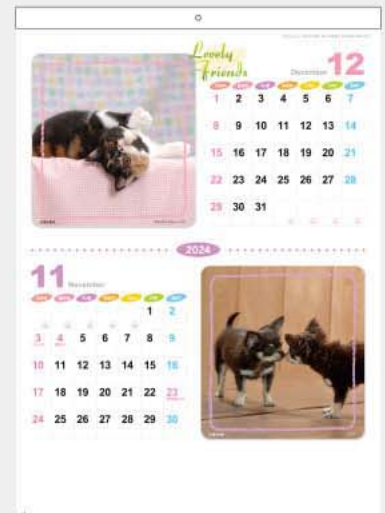 Lovely
Friends
December 12
1 2 3 4 5 6 7
8 9 10 11 12 13 14
15 16 17 18 19 20 21
22 23 24 25 26 27 28
29 30 31
2024
11 November
1 2
3 4 5 6 7 8 9
10 11 12 13 14 15 16
17 18 19 20 21 22 23
24 25 26 27 28 29 30